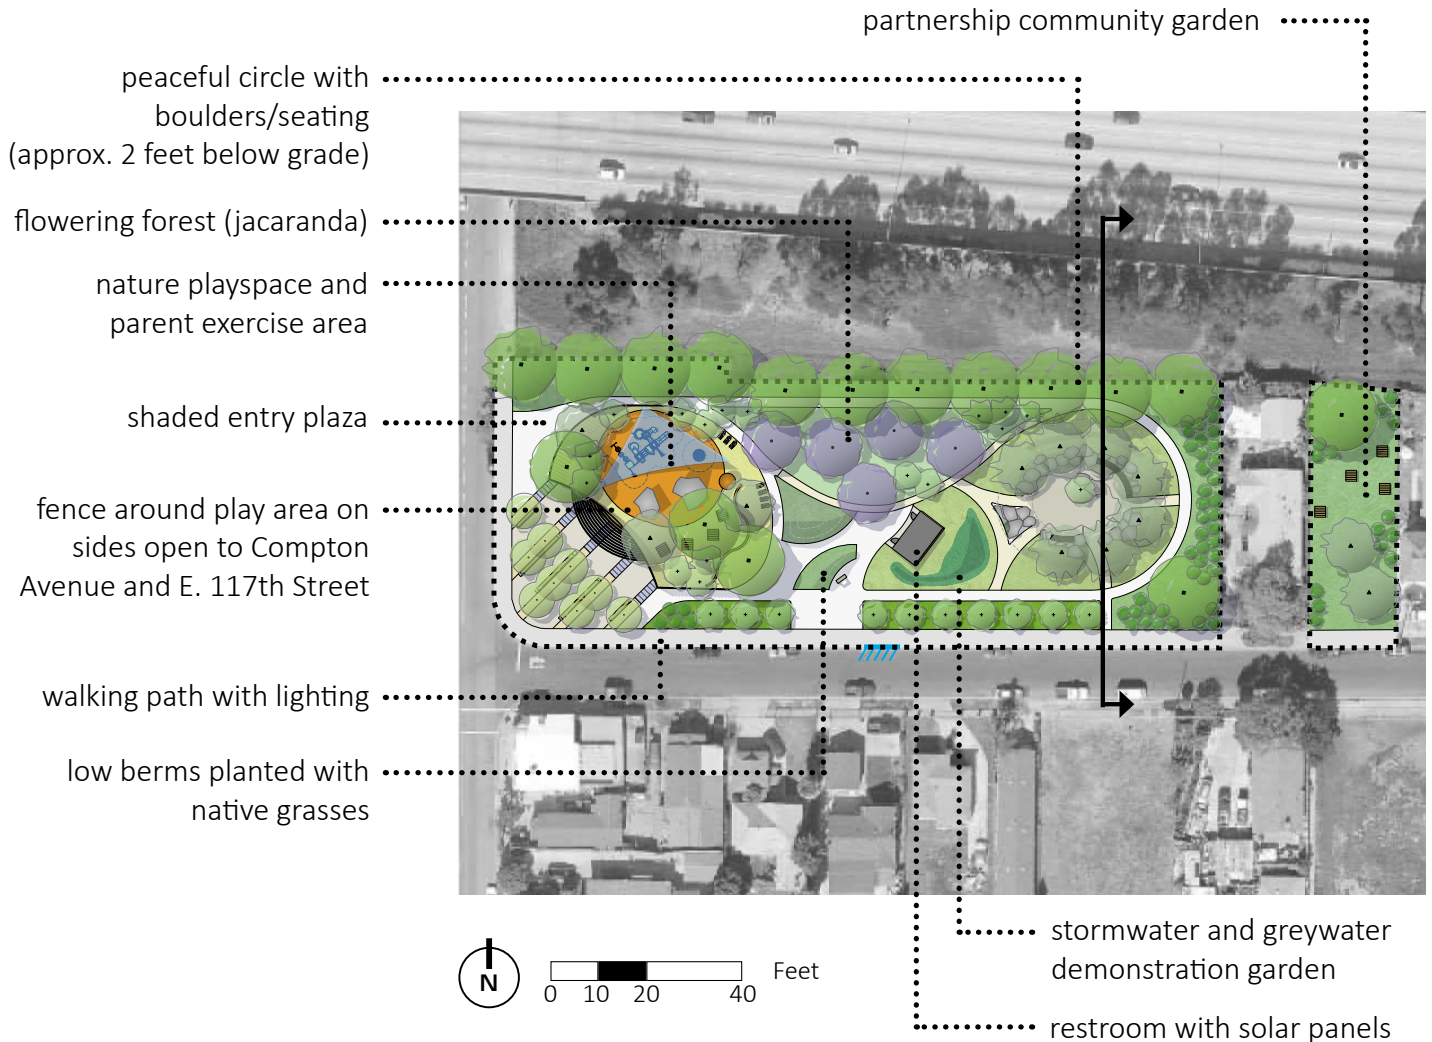 partnership community garden
peaceful circle with
boulders/seating
(approx. 2 feet below grade)
flowering forest (jacaranda)
nature playspace and
parent exercise area
shaded entry plaza
fence around play area on
sides open to Compton
Avenue and E. 117th Street
walking path with lighting
low berms planted with
native grasses
stormwater and greywater
demonstration garden
restroom with solar panels
N
0 10 20 40 Feet